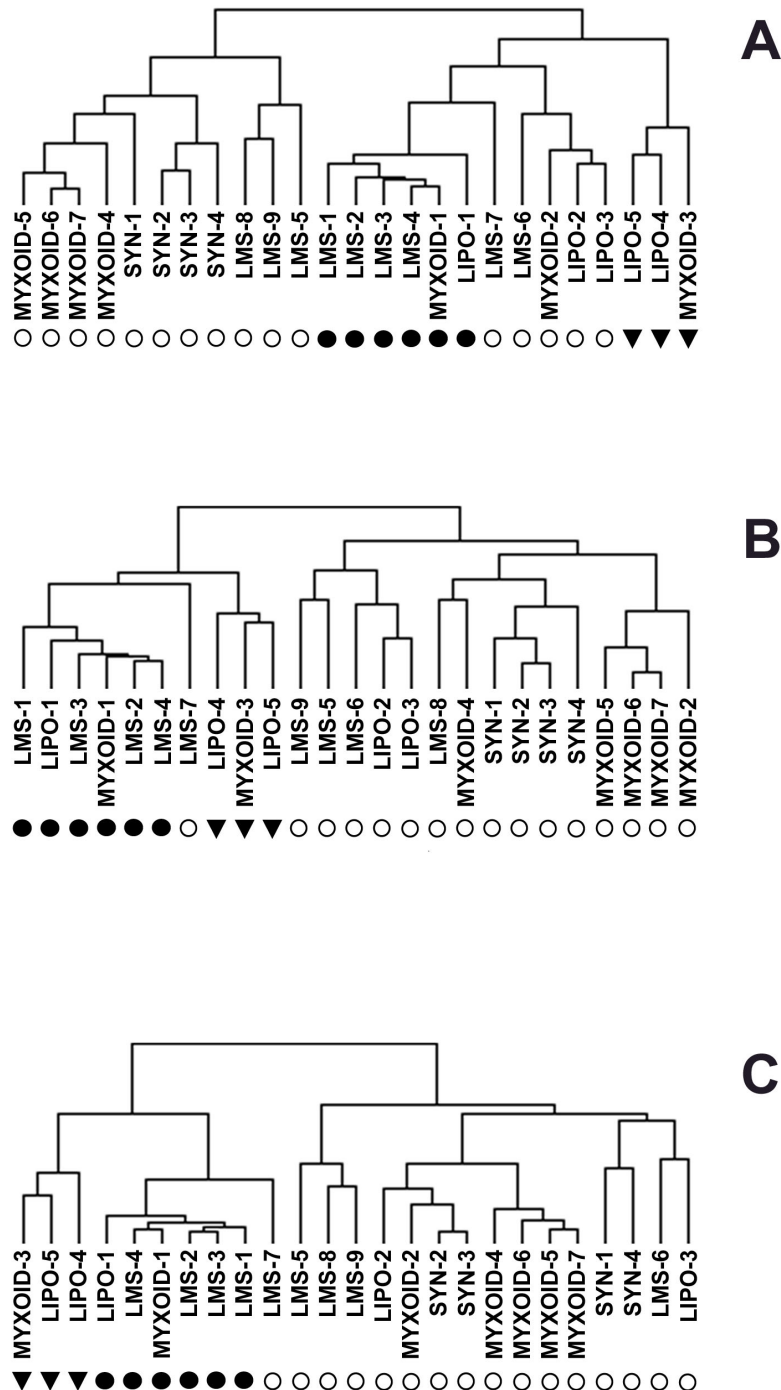 A
MYXOID-5
MYXOID-6
MYXOID-7
MYXOID-4
SYN-1
SYN-2
SYN-3
SYN-4
LMS-8
LMS-9
LMS-5
LMS-1
LMS-2
LMS-3
LMS-4
MYXOID-1
LIPO-1
LMS-7
LMS-6
MYXOID-2
LIPO-2
LIPO-3
LIPO-5
LIPO-4
MYXOID-3
B
LMS-1
LIPO-1
LMS-3
MYXOID-1
LMS-2
LMS-4
LMS-7
LIPO-4
MYXOID-3
LIPO-5
LMS-9
LMS-5
LMS-6
LIPO-2
LIPO-3
LMS-8
MYXOID-4
SYN-1
SYN-2
SYN-3
SYN-4
MYXOID-5
MYXOID-6
MYXOID-7
MYXOID-2
C
MYXOID-3
LIPO-5
LIPO-4
LIPO-1
LMS-4
MYXOID-1
LMS-2
LMS-3
LMS-1
LMS-7
LMS-5
LMS-8
LMS-9
LIPO-2
MYXOID-2
SYN-2
SYN-3
MYXOID-4
MYXOID-6
MYXOID-5
MYXOID-7
SYN-1
SYN-4
LMS-6
LIPO-3